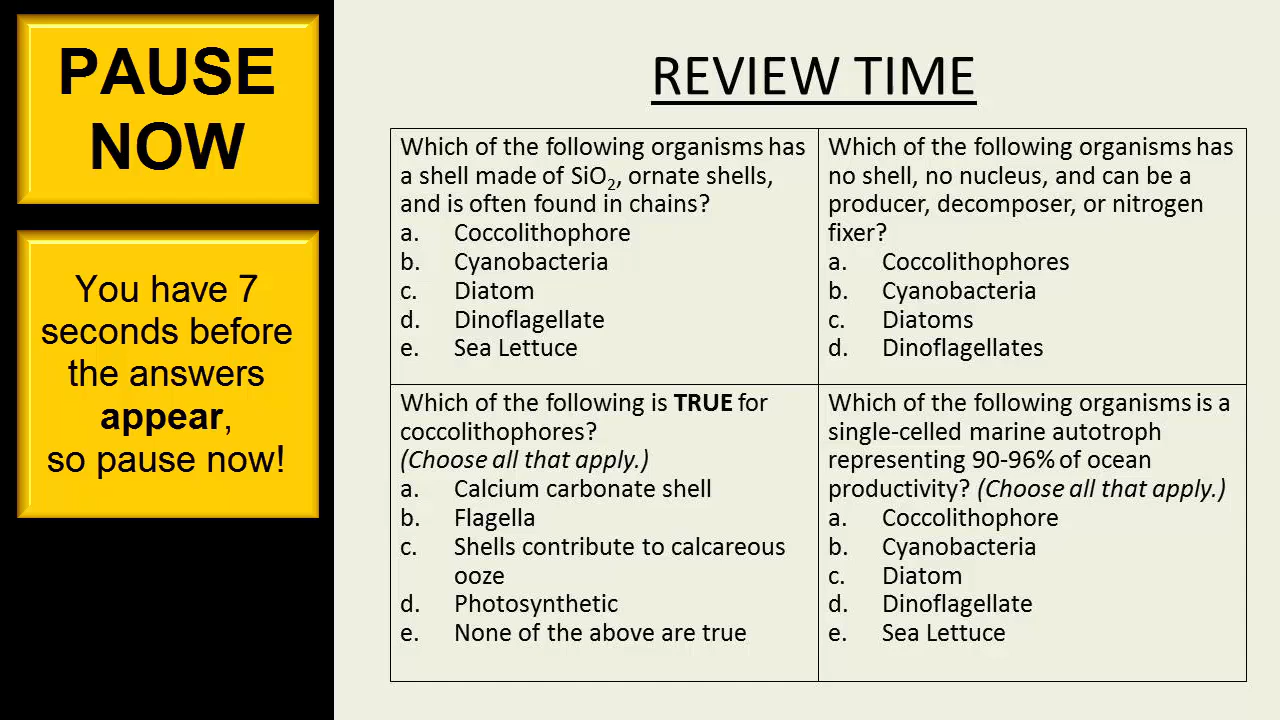 PAUSE
NOW
You have 7
seconds before
the answers
appear,
so pause now!
REVIEW TIME
Which of the following organisms has
a shell made of SiO2, ornate shells,
and is often found in chains?
a. Coccolithophore
b. Cyanobacteria
c. Diatom
d. Dinoflagellate
e. Sea Lettuce
Which of the following organisms has
no shell, no nucleus, and can be a
producer, decomposer, or nitrogen
fixer?
a. Coccolithophores
b. Cyanobacteria
c. Diatoms
d. Dinoflagellates
Which of the following is TRUE for
coccolithophores?
(Choose all that apply.)
a. Calcium carbonate shell
b. Flagella
c. Shells contribute to calcareous
ooze
d. Photosynthetic
e. None of the above are true
Which of the following organisms is a
single-celled marine autotroph
representing 90-96% of ocean
productivity? (Choose all that apply.)
a. Coccolithophore
b. Cyanobacteria
c. Diatom
d. Dinoflagellate
e. Sea Lettuce